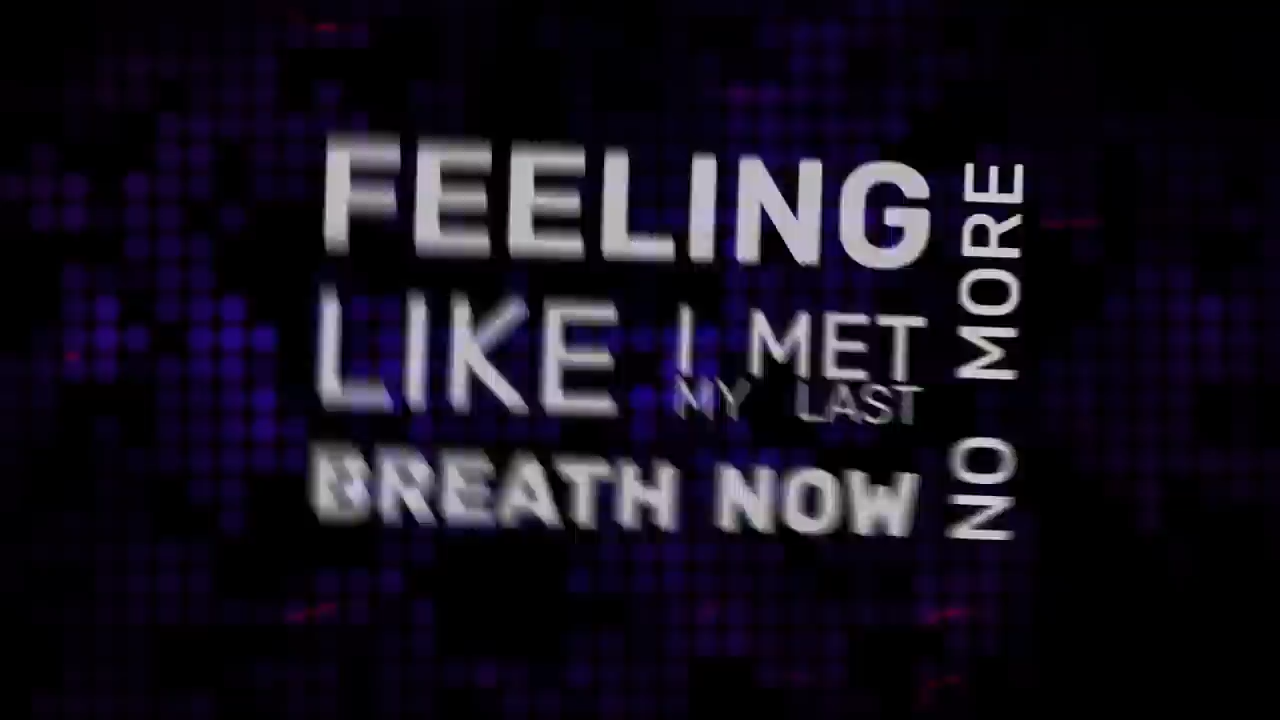 FEELING
LIKE I MET
MY LAST
BREATH NOW
NO MORE